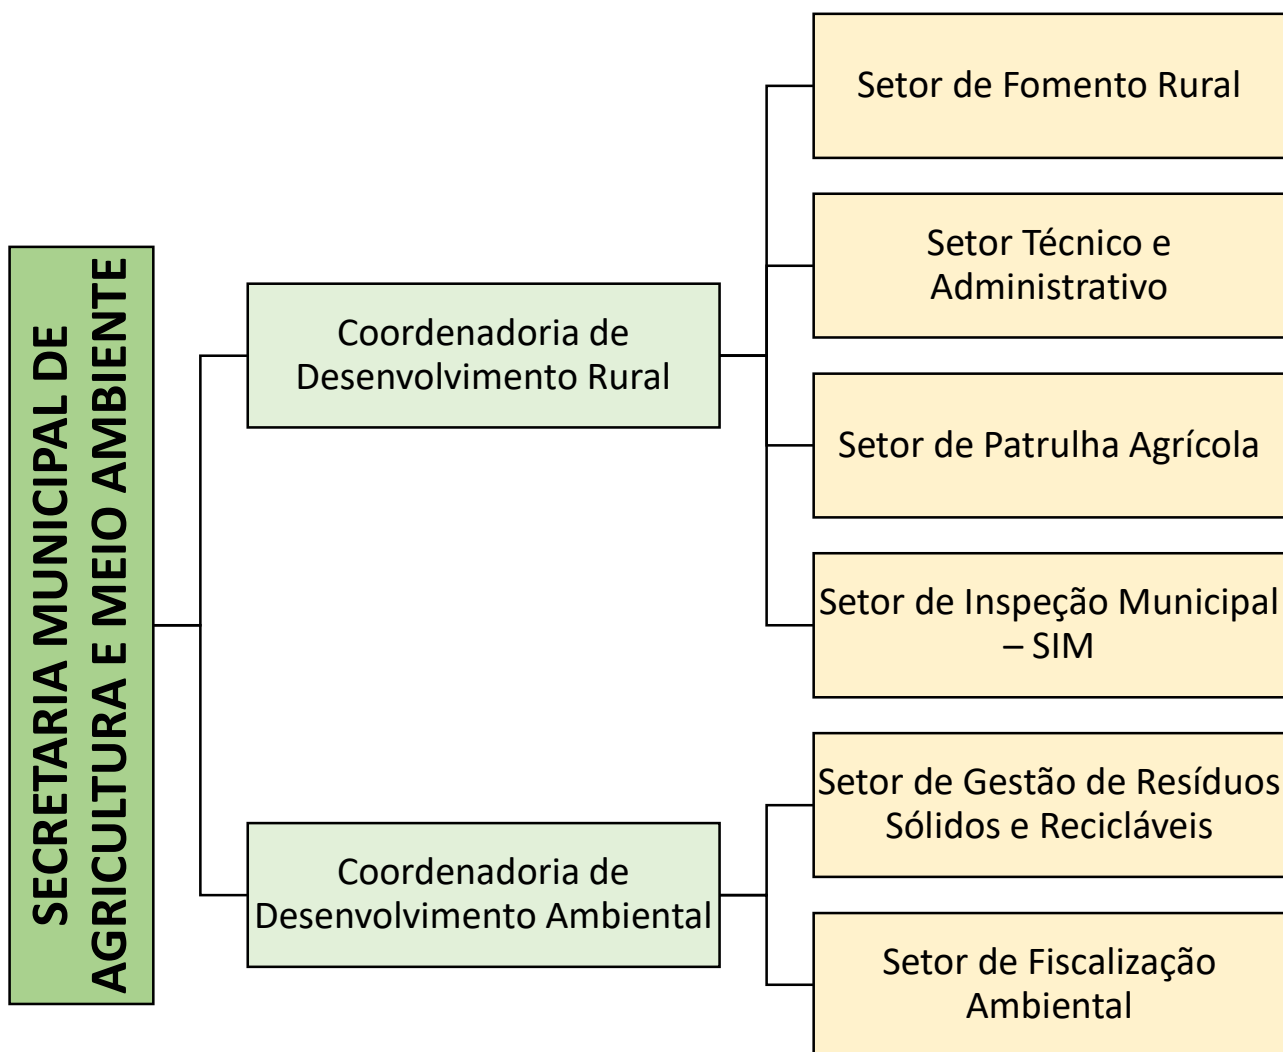 SECRETARIA MUNICIPAL DE
AGRICULTURA E MEIO AMBIENTE
Coordenadoria de
Desenvolvimento Rural
Setor de Fomento Rural
Setor Técnico e
Administrativo
Setor de Patrulha Agrícola
Setor de Inspeção Municipal
– SIM
Coordenadoria de
Desenvolvimento Ambiental
Setor de Gestão de Resíduos
Sólidos e Recicláveis
Setor de Fiscalização
Ambiental